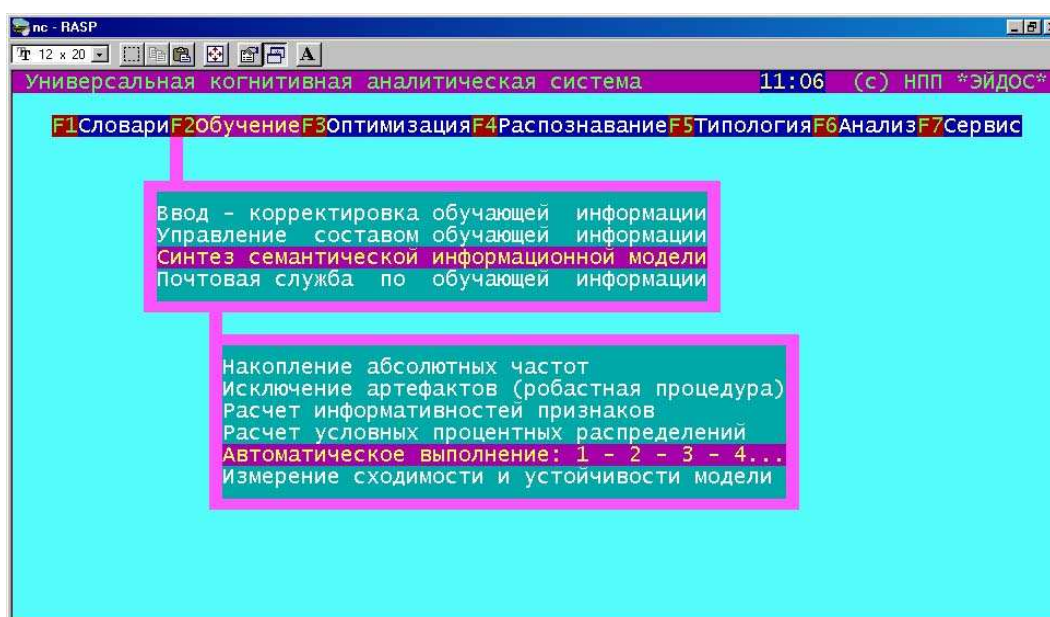 nc - RASP
Tr 12 x 20 A
Универсальная когнитивная аналитическая система 11:06 (c) НПП *ЭЙДОС*
F1Словари F2Обучение F3Оптимизация F4Распознавание F5Типология F6Анализ F7Сервис
Ввод - корректировка обучающей информации
Управление составом обучающей информации
Синтез семантической информационной модели
Почтовая служба по обучающей информации
Накопление абсолютных частот
Исключение артефактов (робастная процедура)
Расчет информативностей признаков
Расчет условных процентных распределений
Автоматическое выполнение: 1 - 2 - 3 - 4...
Измерение сходимости и устойчивости модели